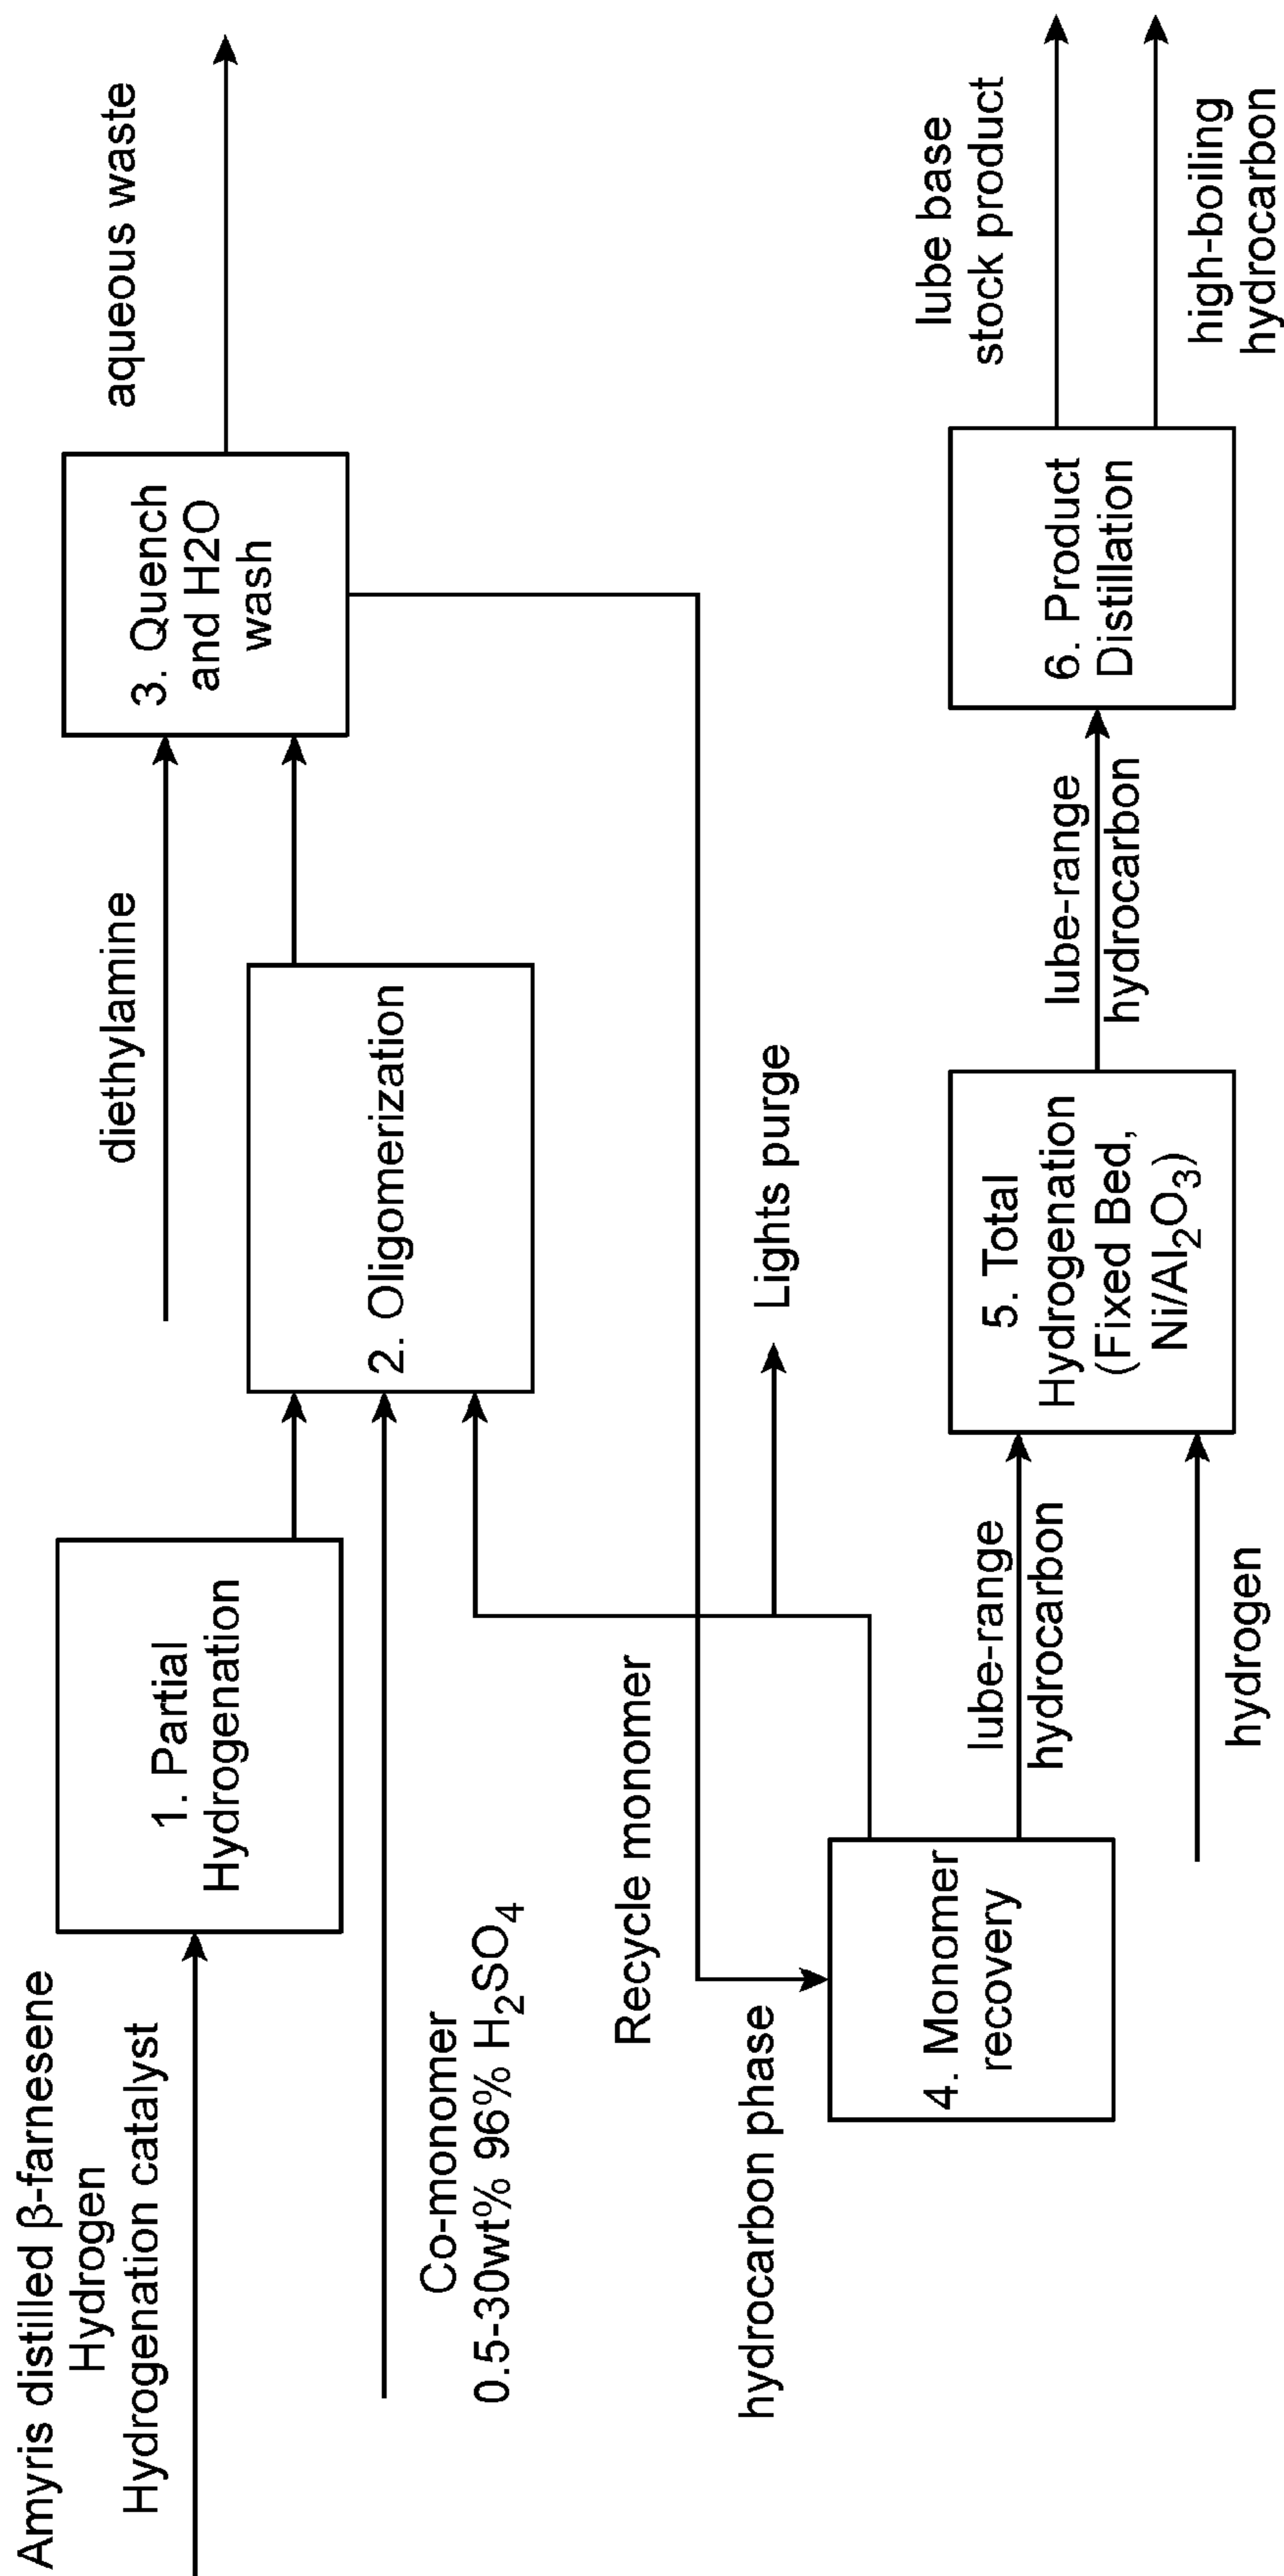 Amyris distilled β-farnesene
Hydrogen
Hydrogenation catalyst
1. Partial
Hydrogenation
Co-monomer
0.5-30wt% 96% H₂SO₄
2. Oligomerization
diethylamine
3. Quench
and H2O
wash
aqueous waste
Recycle monomer
Lights purge
hydrocarbon phase
4. Monomer
recovery
lube-range
hydrocarbon
hydrogen
5. Total
Hydrogenation
(Fixed Bed,
Ni/Al₂O₃)
lube-range
hydrocarbon
6. Product
Distillation
lube base
stock product
high-boiling
hydrocarbon